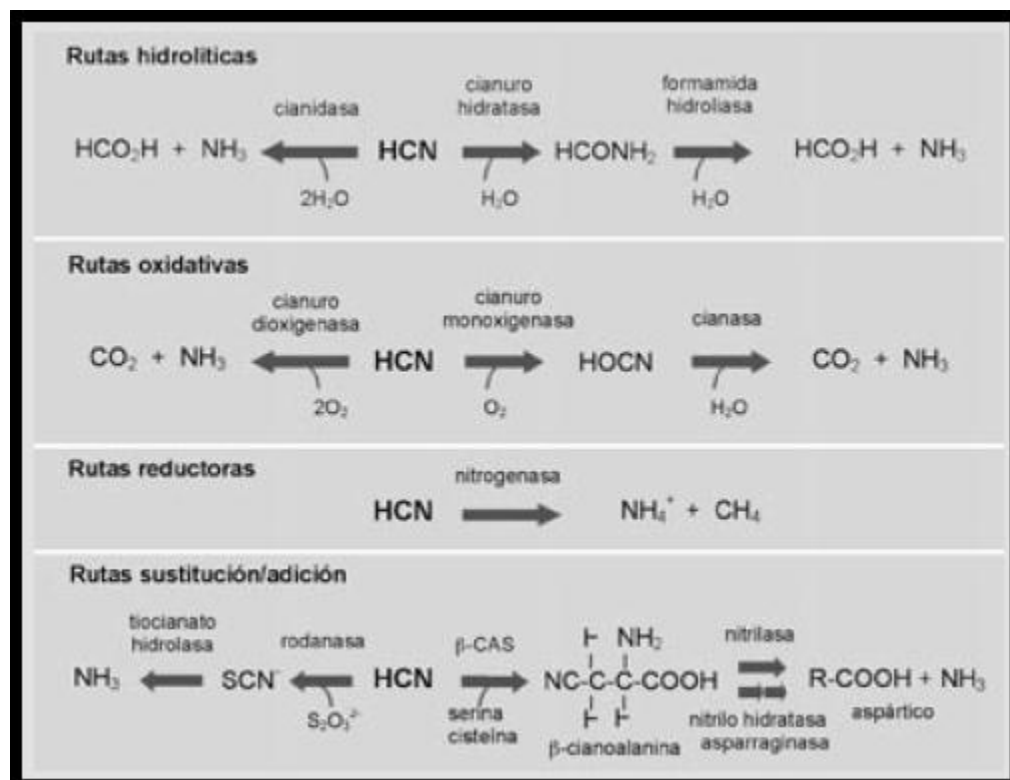 Rutas hidrolíticas
cianidasa
cianuro
hidratasa
formamida
hidroliasa
HCO₂H + NH₃
HCN
HCONH₂
HCO₂H + NH₃
2H₂O
H₂O
H₂O
Rutas oxidativas
cianuro
dioxigenasa
cianuro
monoxigenasa
cianasa
CO₂ + NH₃
HCN
HOCN
CO₂ + NH₃
2O₂
O₂
H₂O
Rutas reductoras
nitrogenasa
HCN
NH₄⁺ + CH₄
Rutas sustitución/adición
tiocianato
hidrolasa
rodanasa
β-CAS
H NH₂
nitrilasa
NH₃
SCN⁻
HCN
NC-C-C-COOH
R-COOH + NH₃
S₂O₃²⁻
serina
cisteína
H H
β-cianoalanina
nitrilo hidratasa
asparraginasa
aspártico